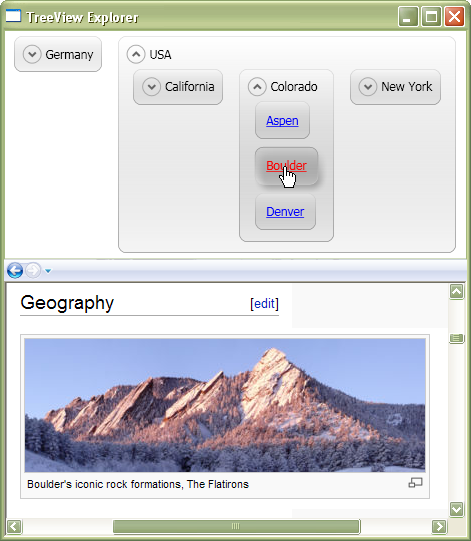 TreeView Explorer
Germany
USA
California
Colorado
New York
Aspen
Boulder
Denver
Geography
[edit]
Boulder's iconic rock formations, The Flatirons